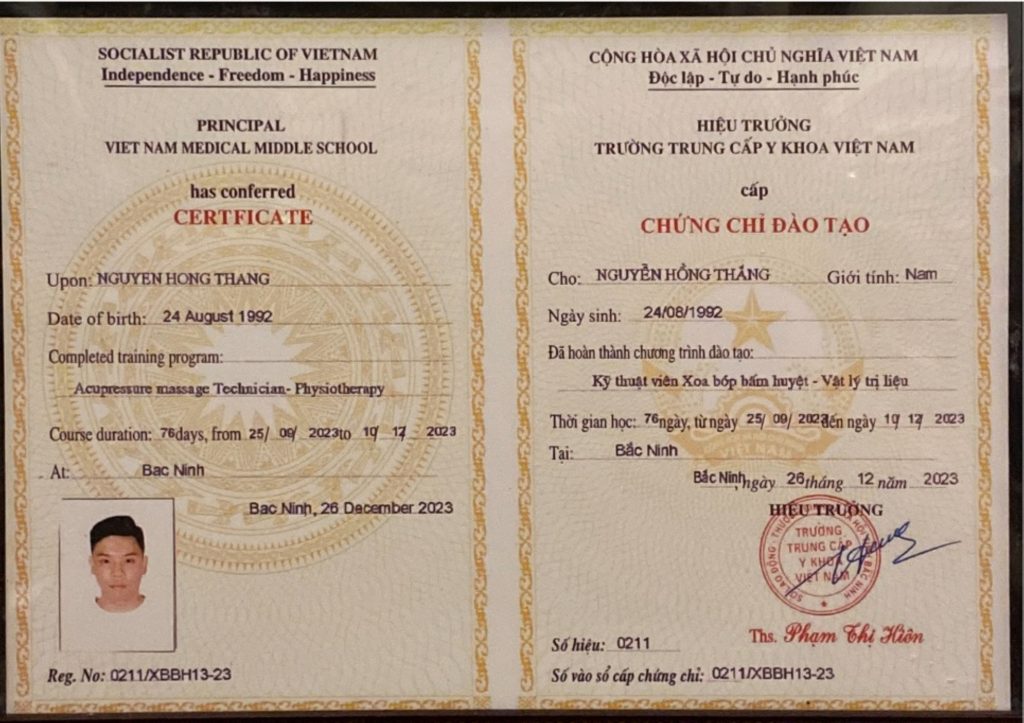 SOCIALIST REPUBLIC OF VIETNAM
Independence - Freedom - Happiness
PRINCIPAL
VIET NAM MEDICAL MIDDLE SCHOOL
has conferred
CERTFICATE
Upon: NGUYEN HONG THANG
Date of birth: 24 August 1992
Completed training program:
Acupressure massage Technician- Physiotherapy
Course duration: 76days, from 25/ 09/ 2023to 10/ 12/ 2023
At: Bac Ninh
Bac Ninh, 26 December 2023
Reg. No: 0211/XBBH13-23
CỘNG HÒA XÃ HỘI CHỦ NGHĨA VIỆT NAM
Độc lập - Tự do - Hạnh phúc
HIỆU TRƯỞNG
TRƯỜNG TRUNG CẤP Y KHOA VIỆT NAM
cấp
CHỨNG CHỈ ĐÀO TẠO
Cho: NGUYỄN HỒNG THẮNG Giới tính: Nam
Ngày sinh: 24/08/1992
Đã hoàn thành chương trình đào tạo:
Kỹ thuật viên Xoa bóp bấm huyệt - Vật lý trị liệu
Thời gian học: 76ngày, từ ngày 25/ 09/ 2023đến ngày 10/ 12/ 2023
Tại: Bắc Ninh
Bắc Ninh,ngày 26tháng 12 năm 2023
HIỆU TRƯỞNG
TRƯỜNG
TRUNG CẤP
Y KHOA
VIỆT NAM
Ths. Phạm Thị Hiên
Số hiệu: 0211
Số vào sổ cấp chứng chỉ: 0211/XBBH13-23
VIỆT NAM